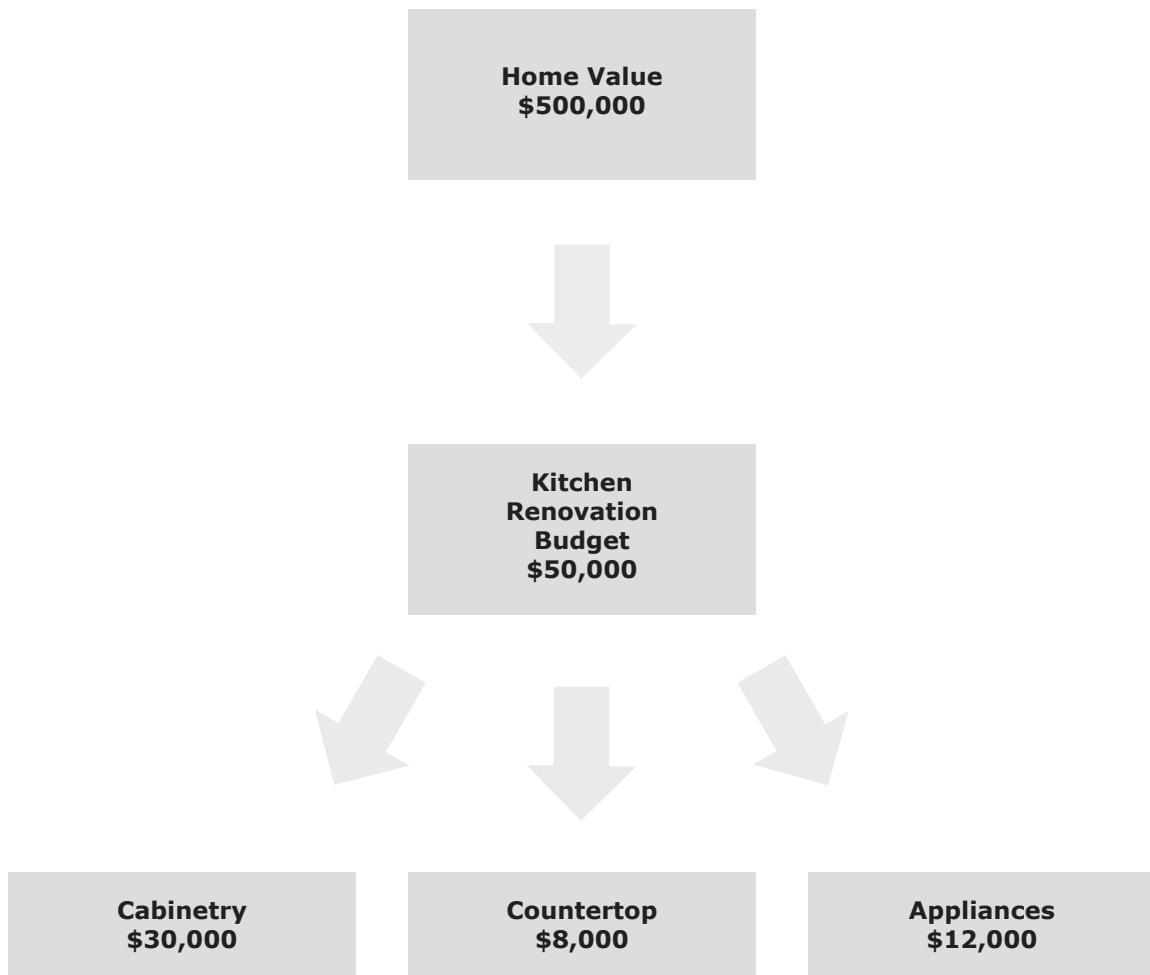 Home Value
$500,000
Kitchen
Renovation
Budget
$50,000
Cabinetry
$30,000
Countertop
$8,000
Appliances
$12,000